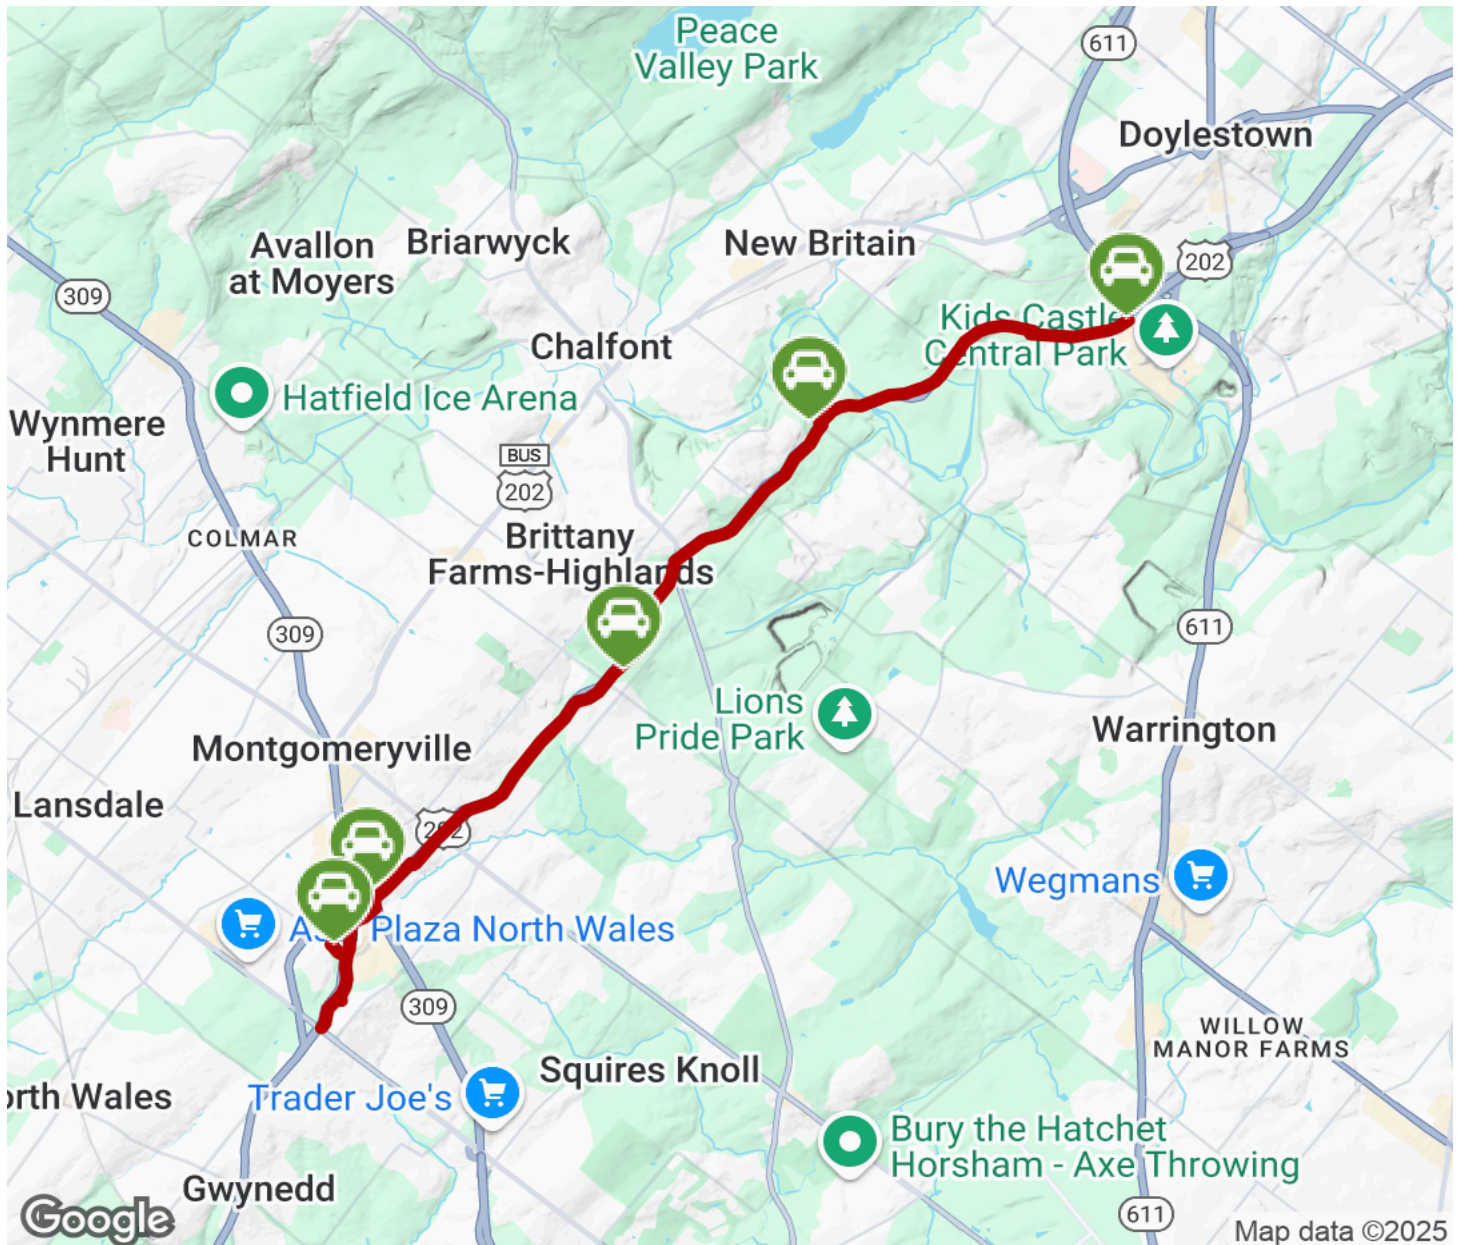 Peace
Valley Park
611
Doylestown
Avallon
at Moyers
Briarwyck
New Britain
202
309
Kids Castle
Central Park
Chalfont
Hatfield Ice Arena
Wynmere
Hunt
BUS
202
COLMAR
Brittany
Farms-Highlands
309
611
Lions
Pride Park
Warrington
Montgomeryville
Lansdale
202
Wegmans
Plaza North Wales
309
WILLOW
MANOR FARMS
Squires Knoll
orth Wales
Trader Joe's
Bury the Hatchet
Horsham - Axe Throwing
Gwynedd
611
Google
Map data ©2025